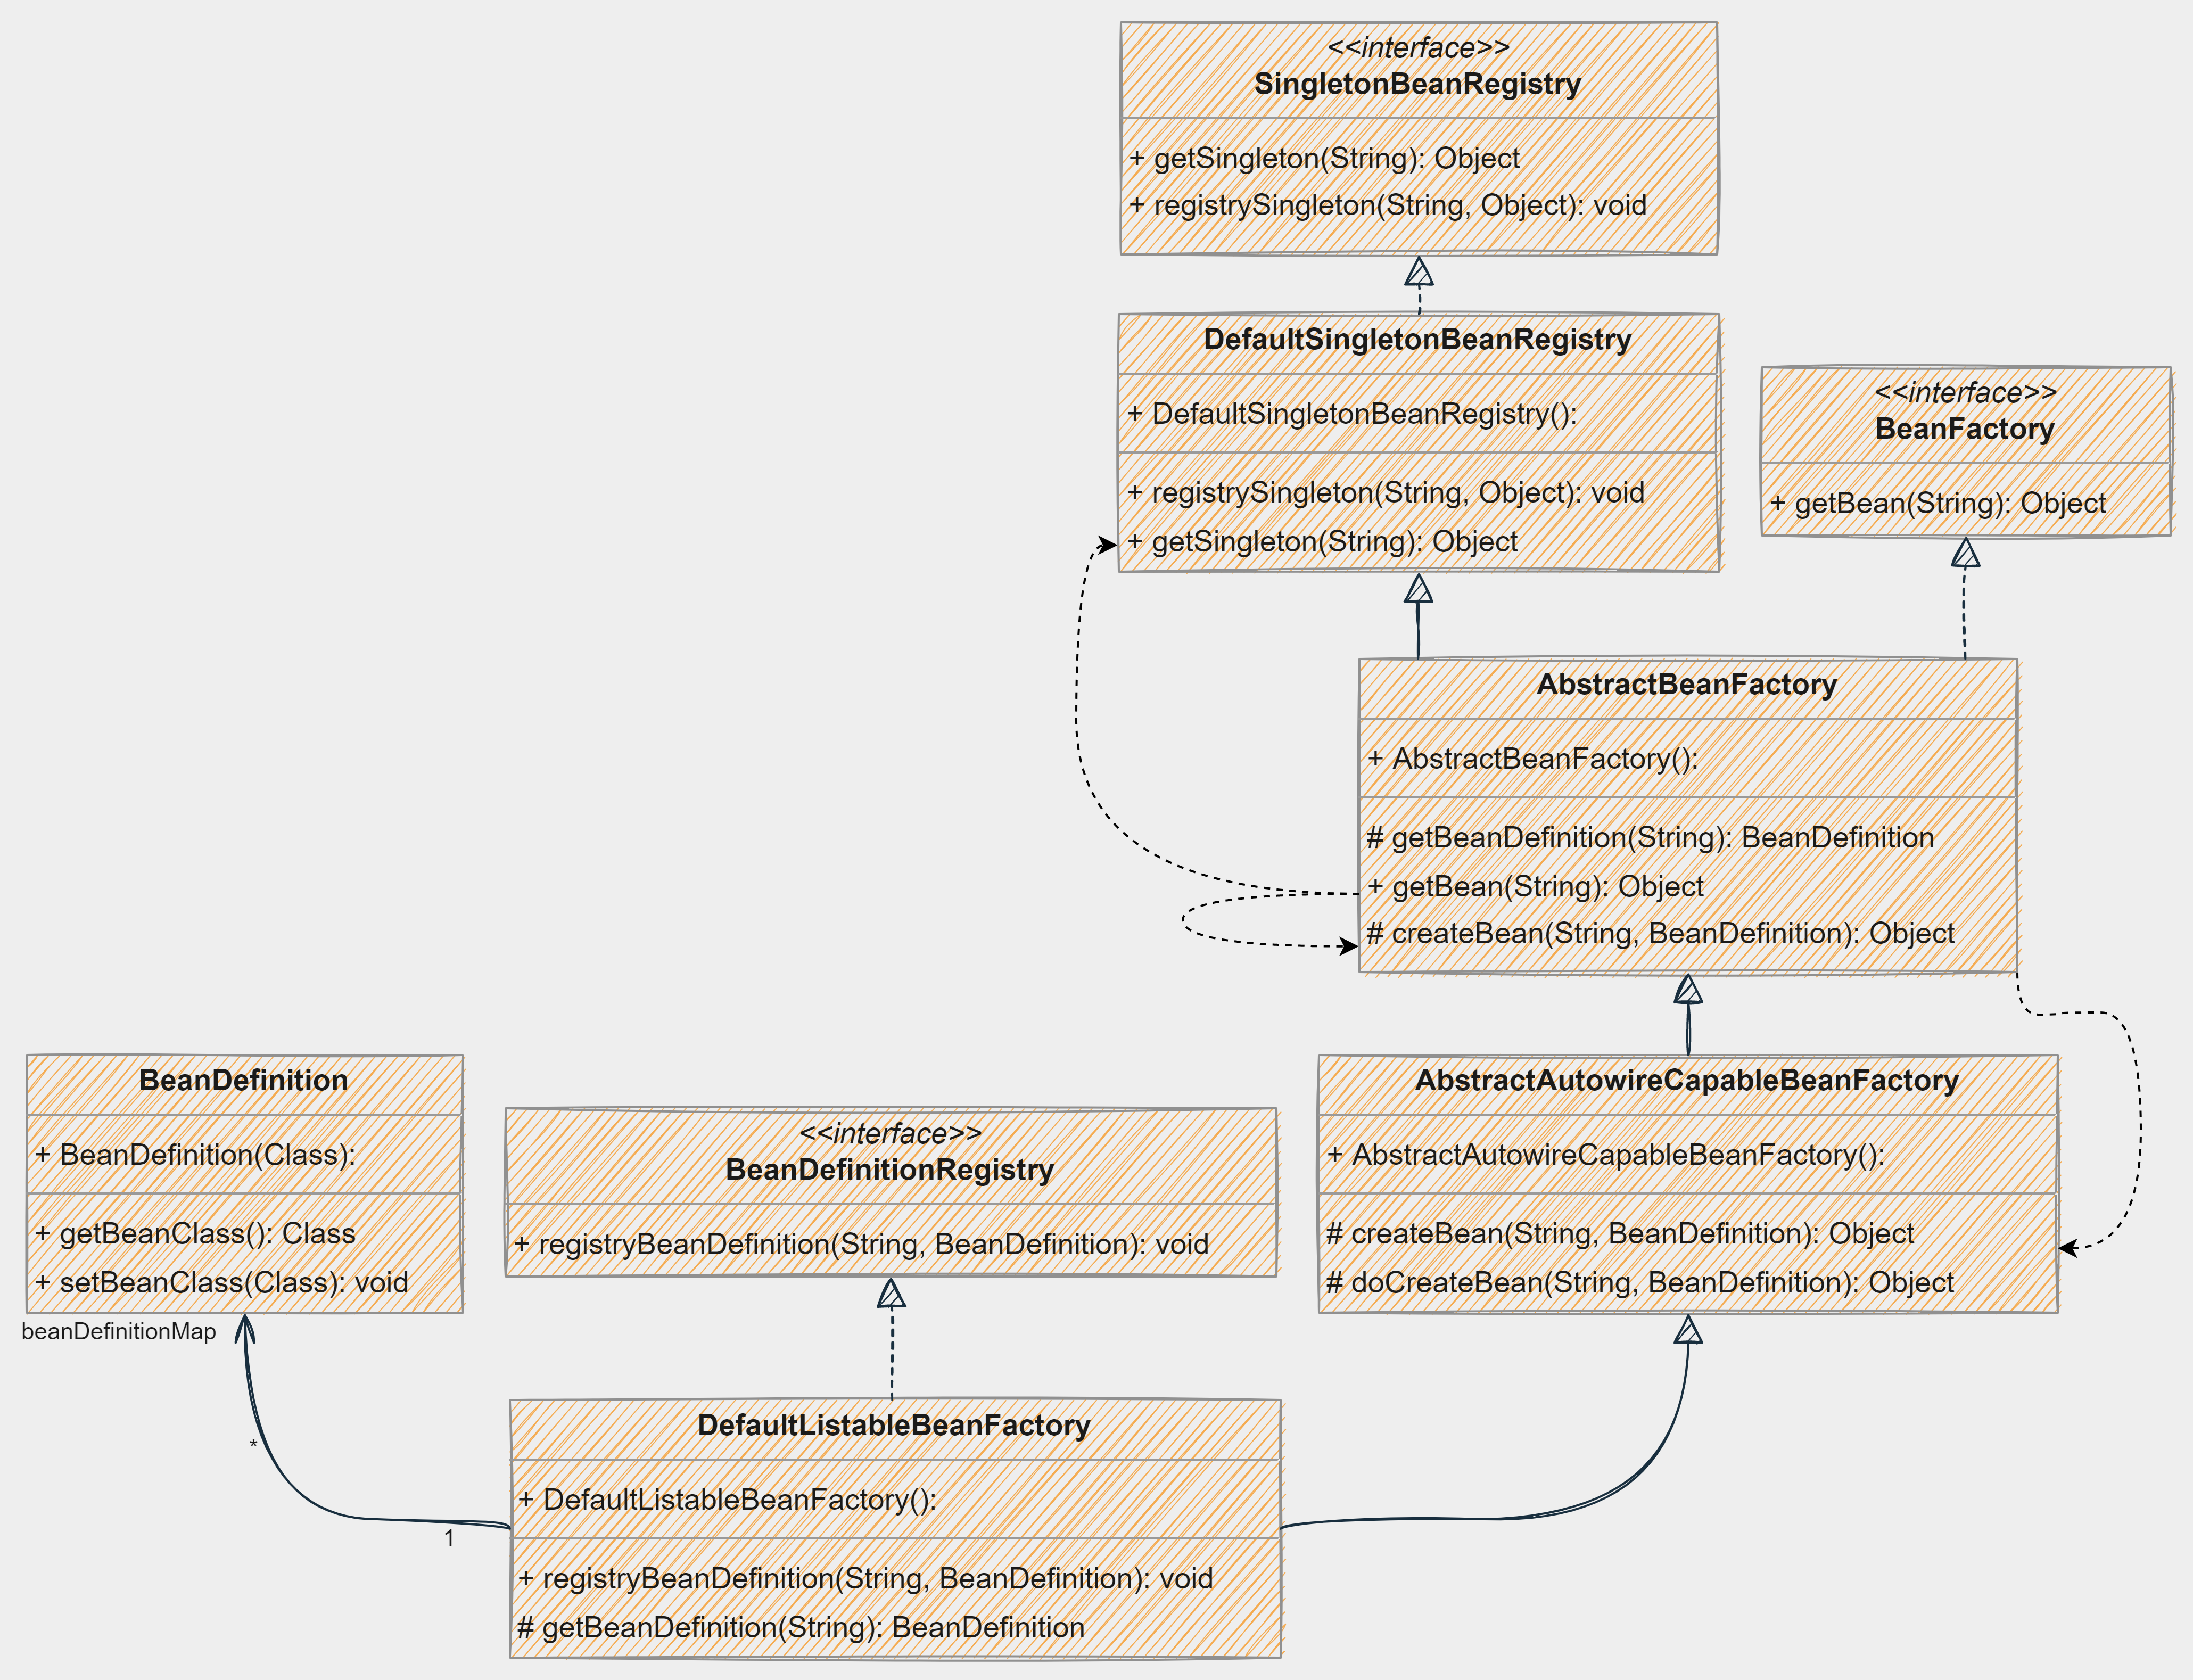 <<interface>>
SingletonBeanRegistry
+ getSingleton(String): Object
+ registrySingleton(String, Object): void
DefaultSingletonBeanRegistry
+ DefaultSingletonBeanRegistry():
+ registrySingleton(String, Object): void
+ getSingleton(String): Object
<<interface>>
BeanFactory
+ getBean(String): Object
AbstractBeanFactory
+ AbstractBeanFactory():
# getBeanDefinition(String): BeanDefinition
+ getBean(String): Object
# createBean(String, BeanDefinition): Object
BeanDefinition
+ BeanDefinition(Class):
+ getBeanClass(): Class
+ setBeanClass(Class): void
beanDefinitionMap
<<interface>>
BeanDefinitionRegistry
+ registryBeanDefinition(String, BeanDefinition): void
AbstractAutowireCapableBeanFactory
+ AbstractAutowireCapableBeanFactory():
# createBean(String, BeanDefinition): Object
# doCreateBean(String, BeanDefinition): Object
*
1
DefaultListableBeanFactory
+ DefaultListableBeanFactory():
+ registryBeanDefinition(String, BeanDefinition): void
# getBeanDefinition(String): BeanDefinition